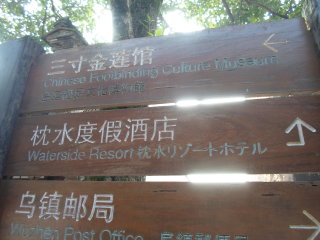 三寸金莲馆
Chinese Footbinding Culture Museum
枕水度假酒店
Waterside Resort 枕水リゾートホテル
乌镇邮局
Wuzhen Post Office